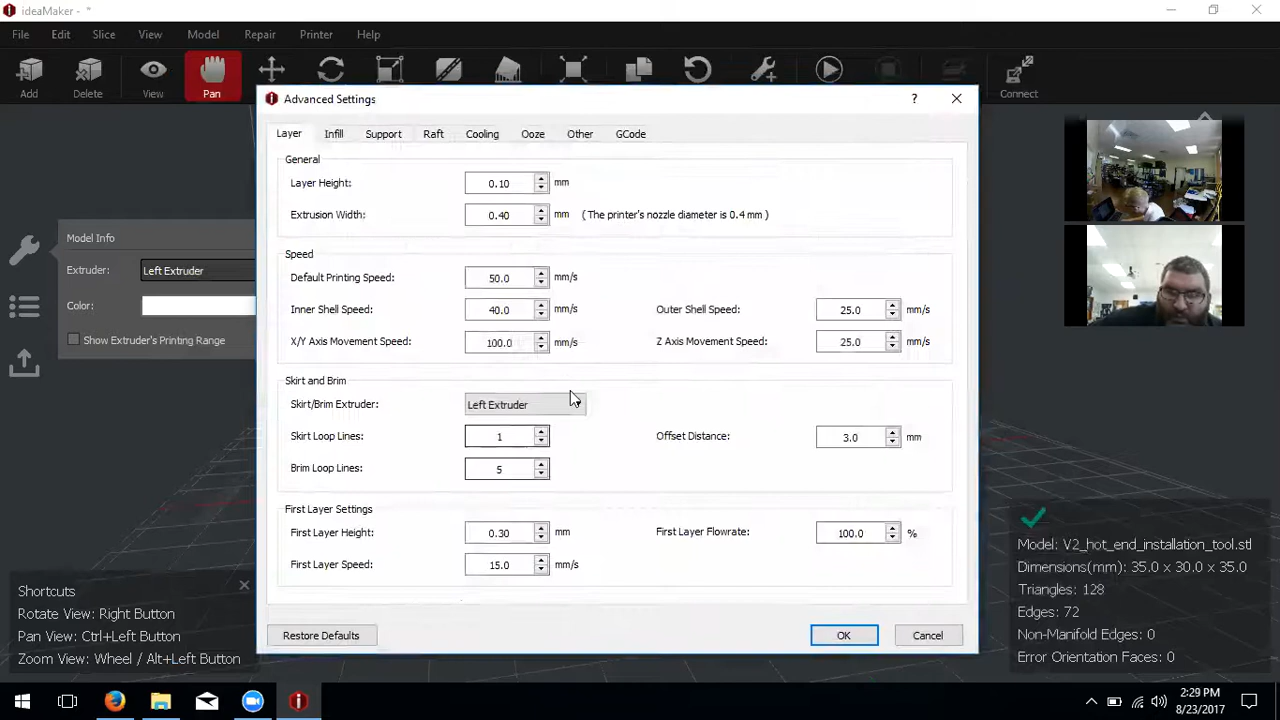 ideaMaker - *
File Edit Slice View Model Repair Printer Help
Add Delete View Pan Connect
Advanced Settings ?
Layer Infill Support Raft Cooling Ooze Other GCode
General
Layer Height: 0.10 mm
Extrusion Width: 0.40 mm ( The printer's nozzle diameter is 0.4 mm )
Speed
Default Printing Speed: 50.0 mm/s
Inner Shell Speed: 40.0 mm/s Outer Shell Speed: 25.0 mm/s
X/Y Axis Movement Speed: 100.0 mm/s Z Axis Movement Speed: 25.0 mm/s
Skirt and Brim
Skirt/Brim Extruder: Left Extruder
Skirt Loop Lines: 1 Offset Distance: 3.0 mm
Brim Loop Lines: 5
First Layer Settings
First Layer Height: 0.30 mm First Layer Flowrate: 100.0 %
First Layer Speed: 15.0 mm/s
Restore Defaults OK Cancel
Model Info
Extruder: Left Extruder
Color:
Show Extruder's Printing Range
Shortcuts
Rotate View: Right Button
Pan View: Ctrl+Left Button
Zoom View: Wheel / Alt+Left Button
Model: V2_hot_end_installation_tool.stl
Dimensions(mm): 35.0 x 30.0 x 35.0
Triangles: 128
Edges: 72
Non-Manifold Edges: 0
Error Orientation Faces: 0
2:29 PM
8/23/2017